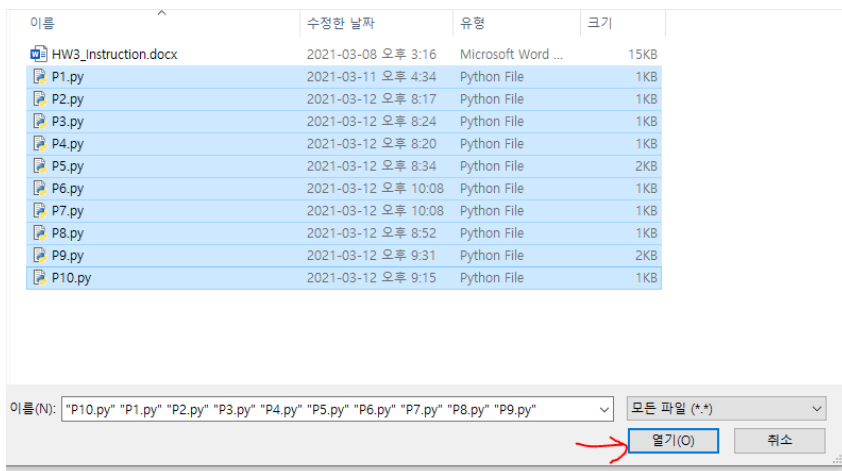 이름 수정한 날짜 유형 크기
HW3_Instruction.docx 2021-03-08 오후 3:16 Microsoft Word ... 15KB
P1.py 2021-03-11 오후 4:34 Python File 1KB
P2.py 2021-03-12 오후 8:17 Python File 1KB
P3.py 2021-03-12 오후 8:24 Python File 1KB
P4.py 2021-03-12 오후 8:20 Python File 1KB
P5.py 2021-03-12 오후 8:34 Python File 2KB
P6.py 2021-03-12 오후 10:08 Python File 1KB
P7.py 2021-03-12 오후 10:08 Python File 1KB
P8.py 2021-03-12 오후 8:52 Python File 1KB
P9.py 2021-03-12 오후 9:31 Python File 2KB
P10.py 2021-03-12 오후 9:15 Python File 1KB
이름(N): "P10.py" "P1.py" "P2.py" "P3.py" "P4.py" "P5.py" "P6.py" "P7.py" "P8.py" "P9.py" 모든 파일 (*.*)
열기(O) 취소